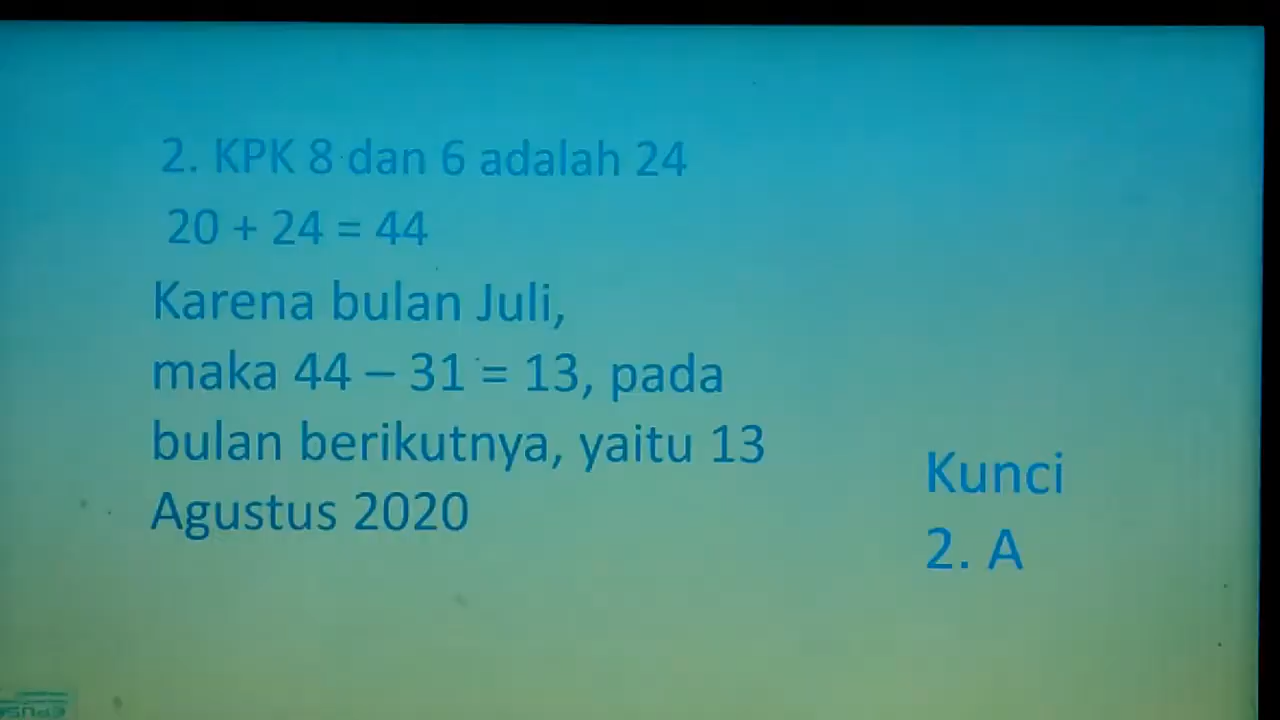 2. KPK 8 dan 6 adalah 24
20 + 24 = 44
Karena bulan Juli,
maka 44 – 31 = 13, pada
bulan berikutnya, yaitu 13
Agustus 2020
Kunci
2. A